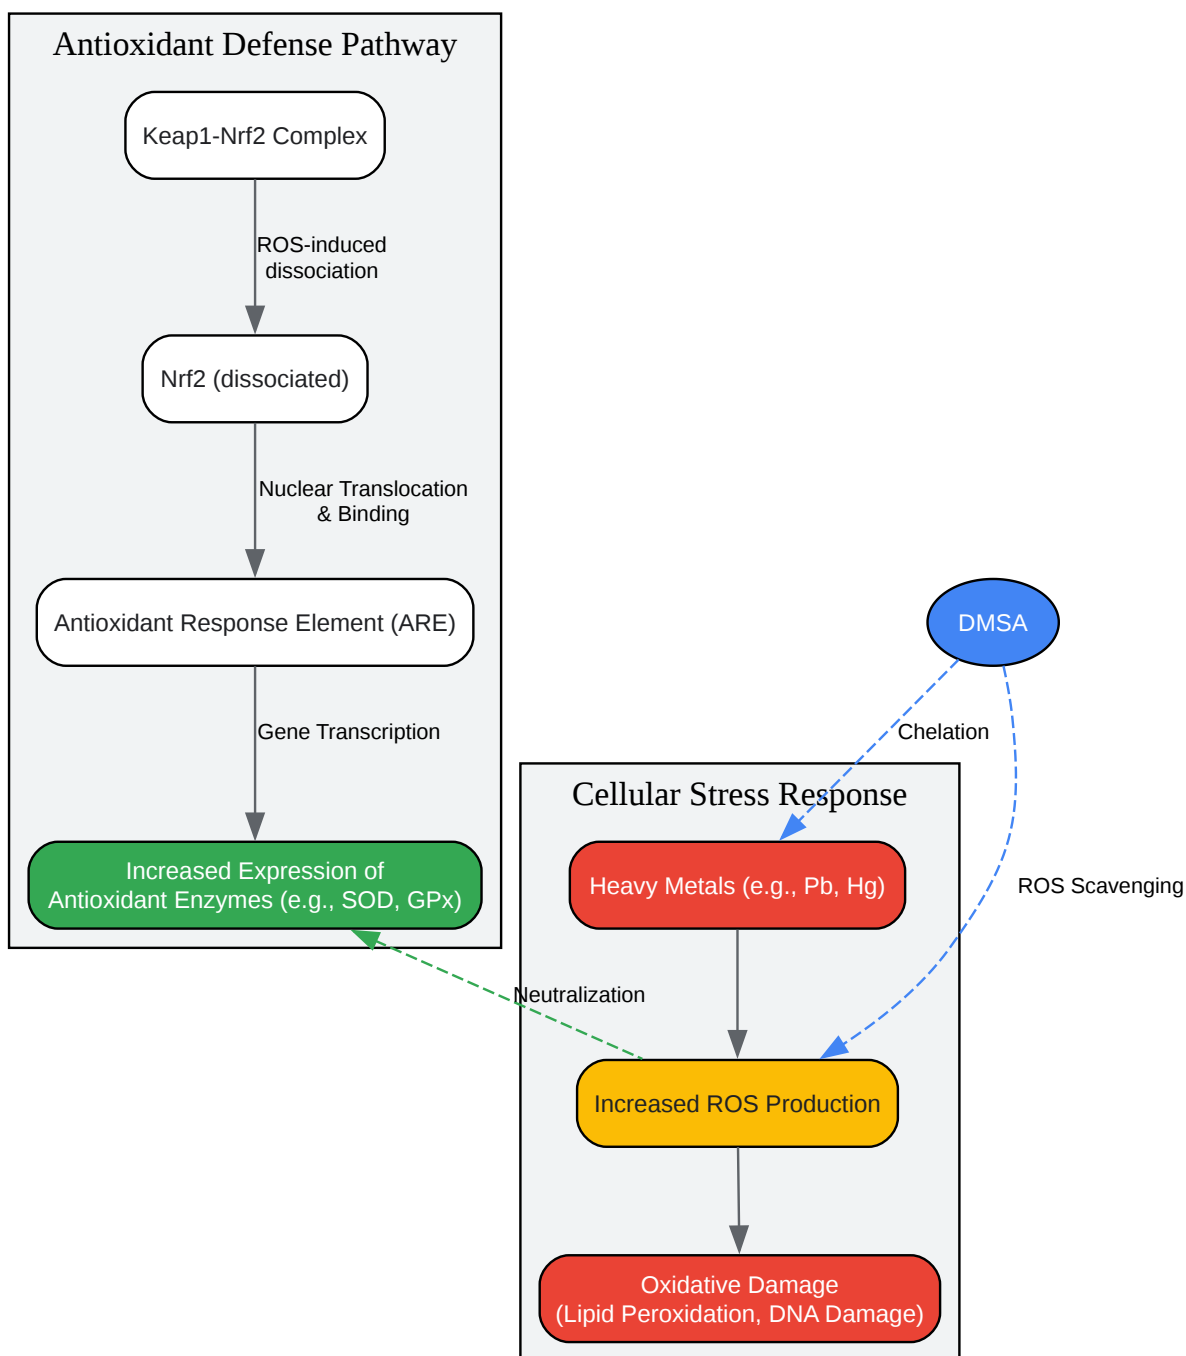 Antioxidant Defense Pathway
Keap1-Nrf2 Complex
ROS-induced
dissociation
Nrf2 (dissociated)
Nuclear Translocation
& Binding
Antioxidant Response Element (ARE)
Gene Transcription
Increased Expression of
Antioxidant Enzymes (e.g., SOD, GPx)
DMSA
Chelation
ROS Scavenging
Cellular Stress Response
Heavy Metals (e.g., Pb, Hg)
Neutralization
Increased ROS Production
Oxidative Damage
(Lipid Peroxidation, DNA Damage)